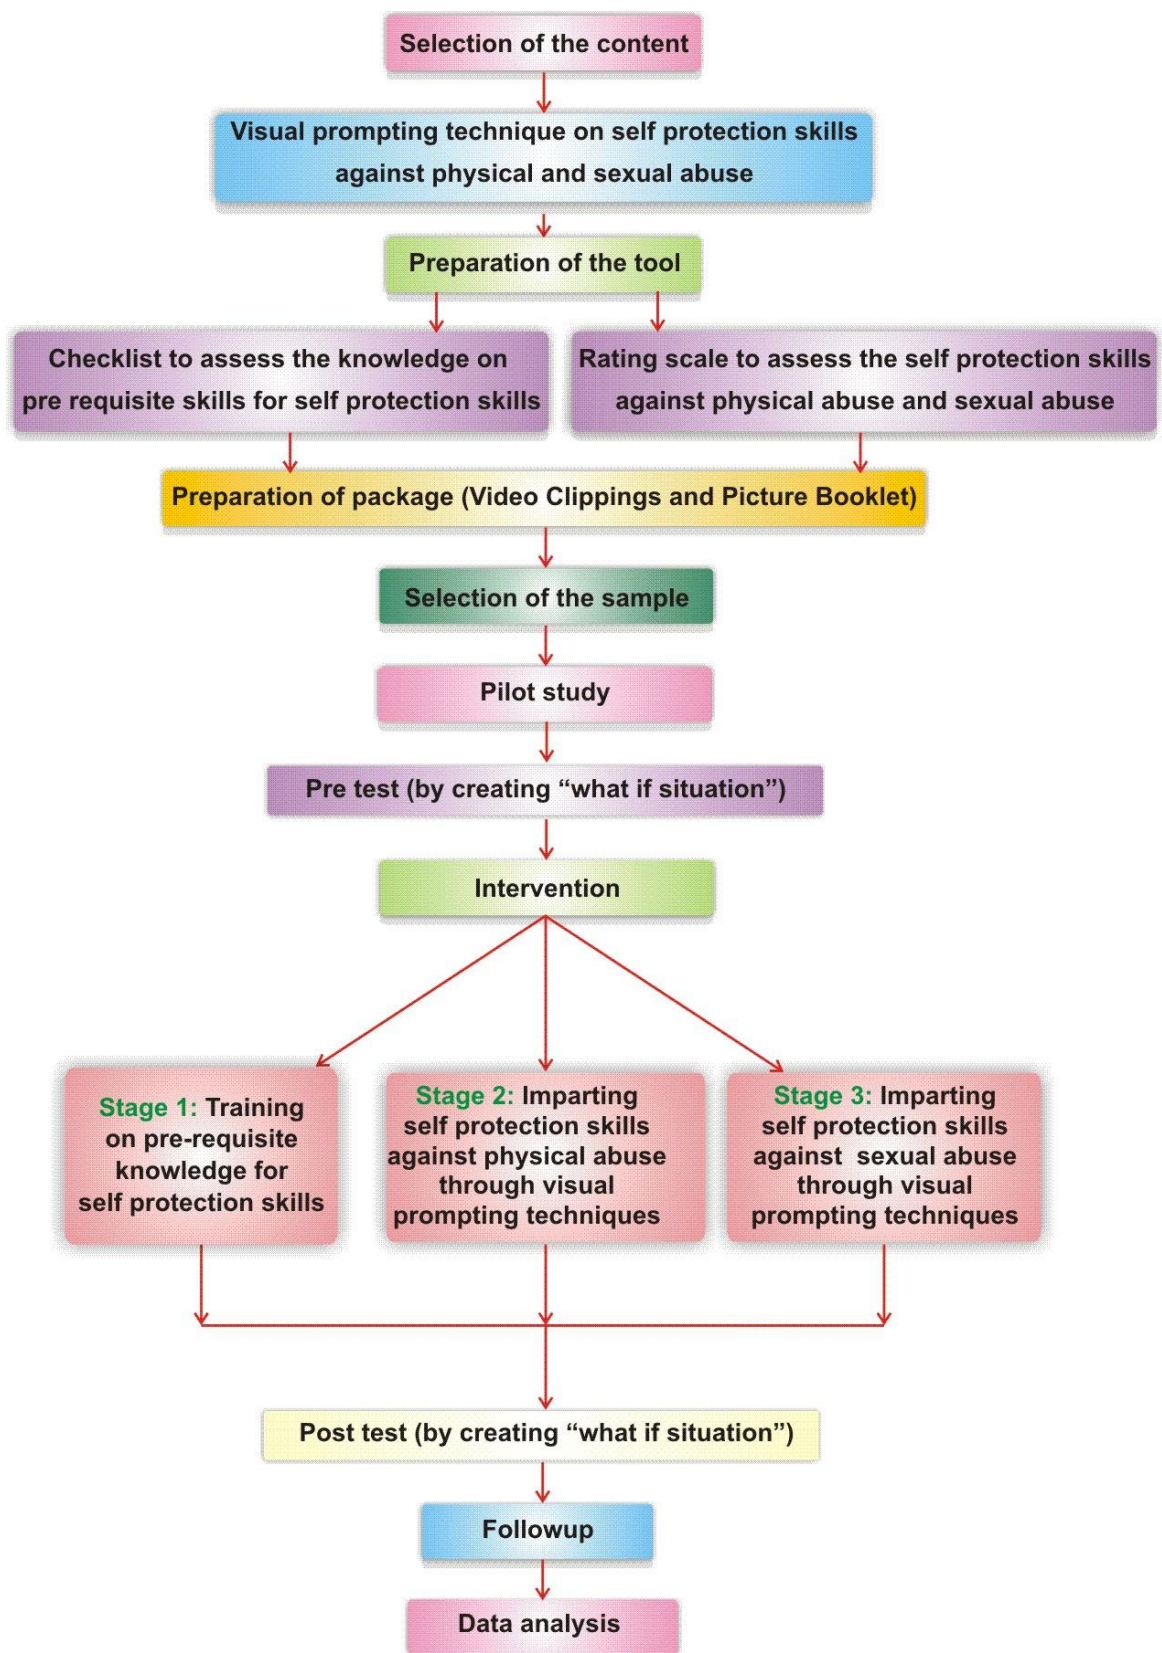 Selection of the content
Visual prompting technique on self protection skills
against physical and sexual abuse
Preparation of the tool
Checklist to assess the knowledge on
pre requisite skills for self protection skills
Rating scale to assess the self protection skills
against physical abuse and sexual abuse
Preparation of package (Video Clippings and Picture Booklet)
Selection of the sample
Pilot study
Pre test (by creating “what if situation”)
Intervention
Stage 1: Training
on pre-requisite
knowledge for
self protection skills
Stage 2: Imparting
self protection skills
against physical abuse
through visual
prompting techniques
Stage 3: Imparting
self protection skills
against sexual abuse
through visual
prompting techniques
Post test (by creating “what if situation”)
Followup
Data analysis